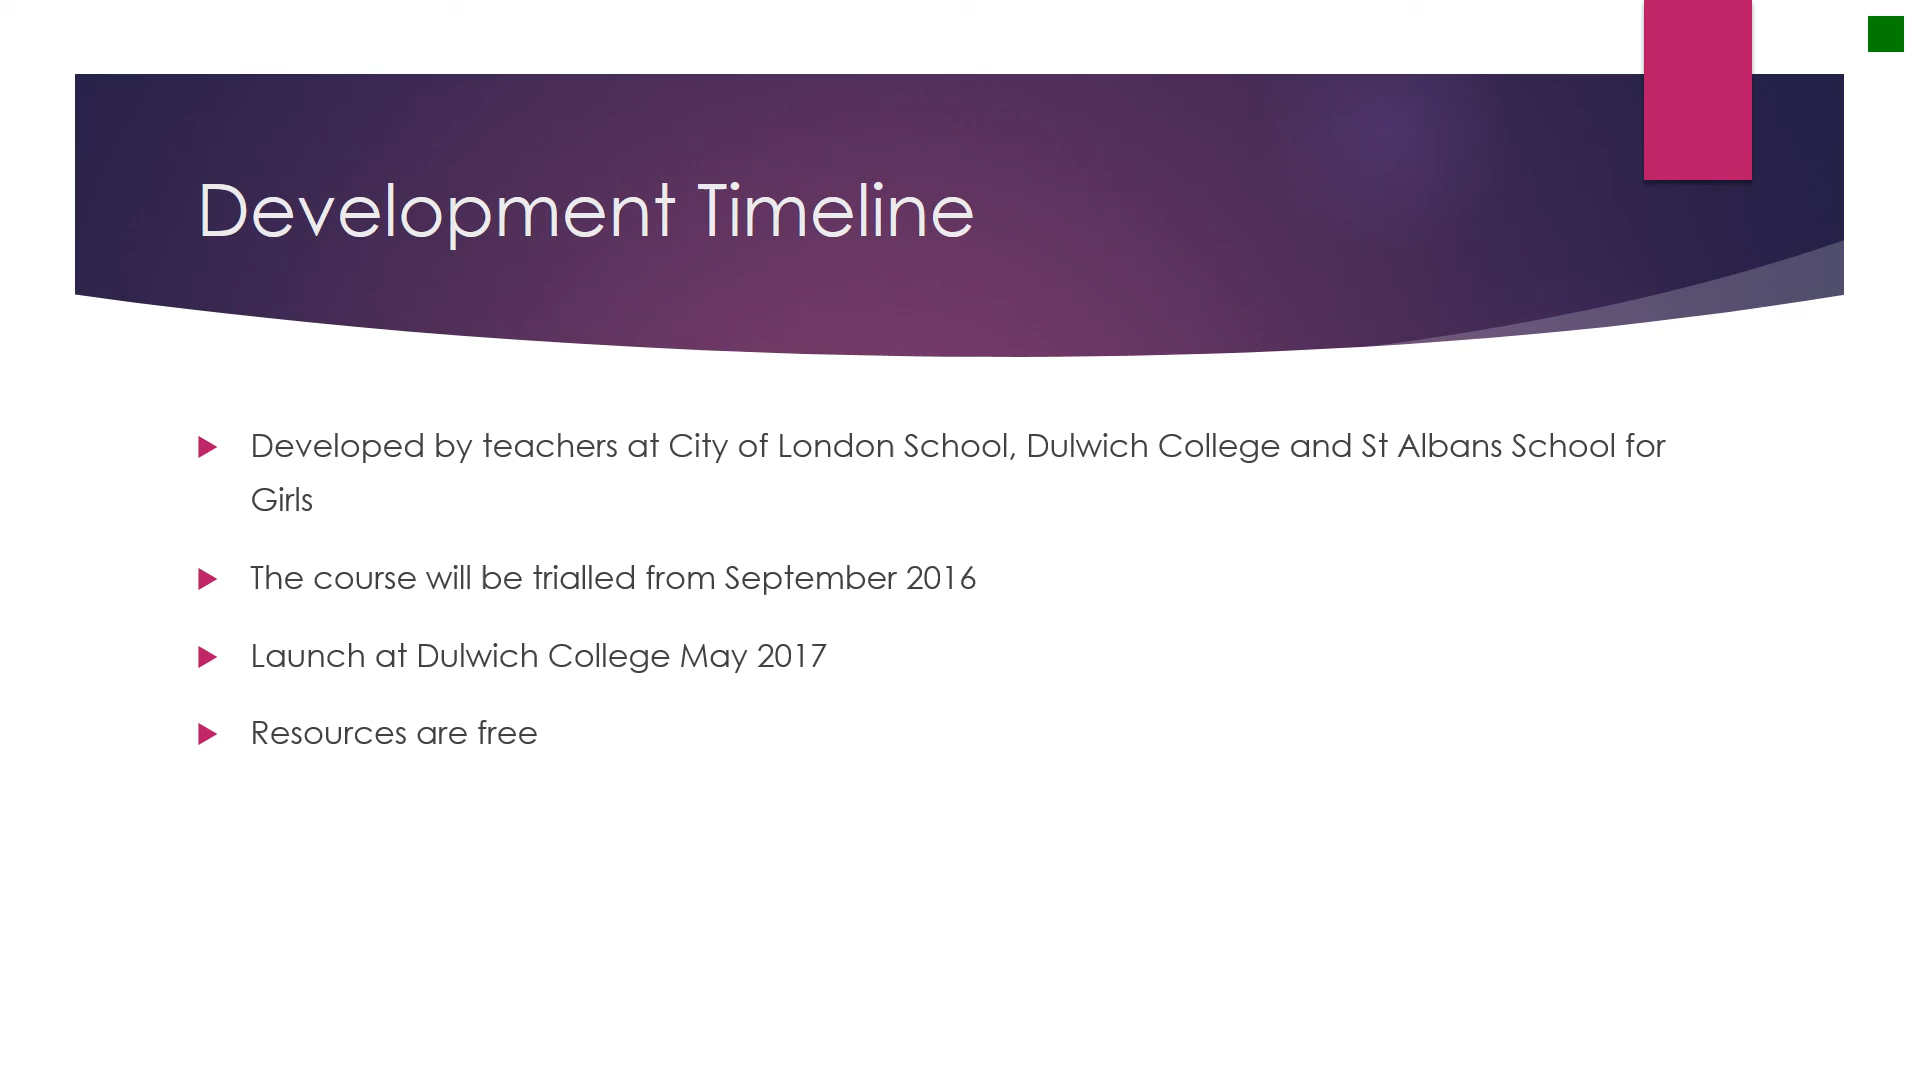 Development Timeline
Developed by teachers at City of London School, Dulwich College and St Albans School for
Girls
The course will be trialled from September 2016
Launch at Dulwich College May 2017
Resources are free